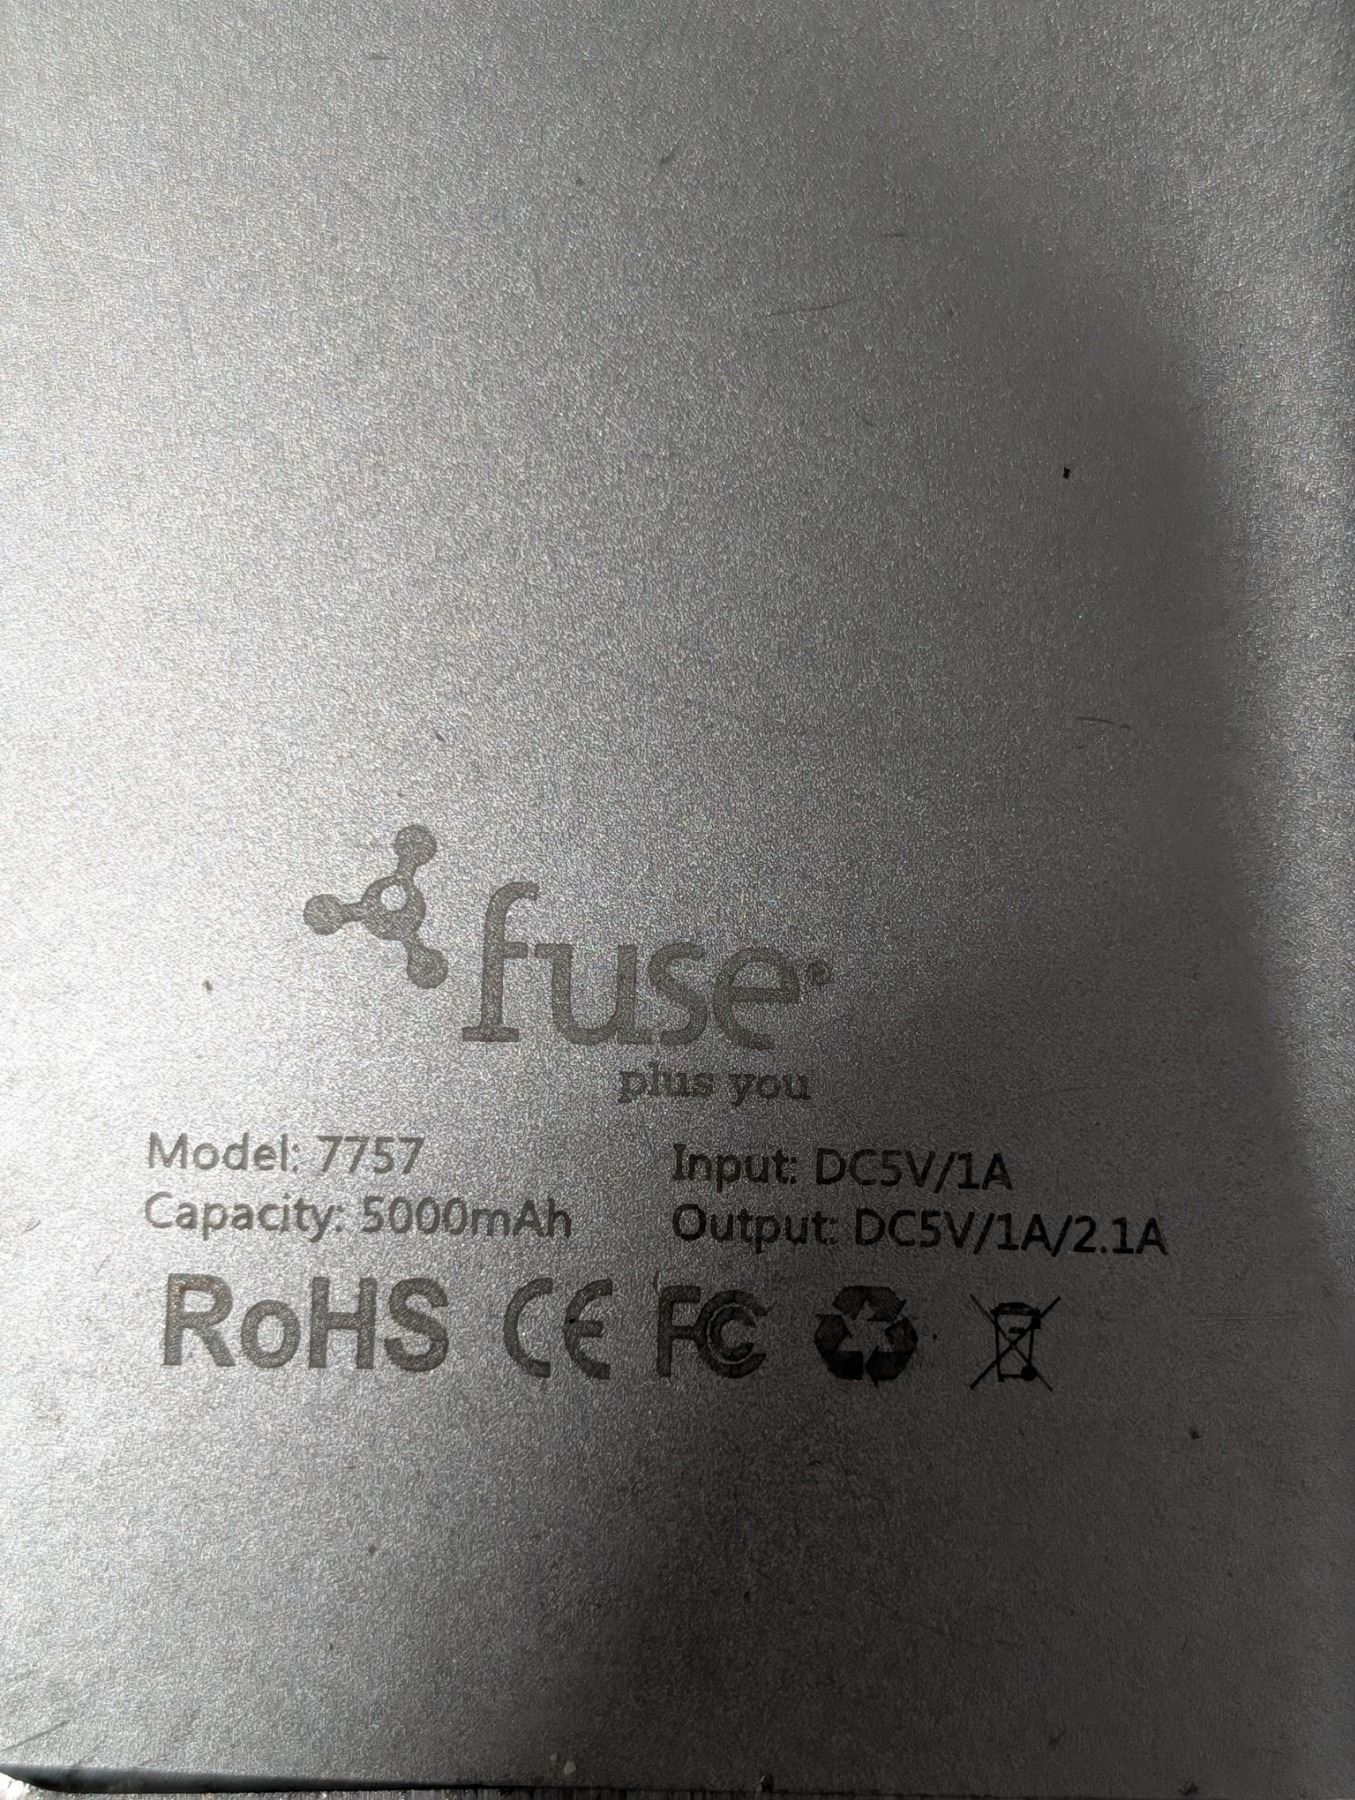 fuse
plus you
Model: 7757
Input: DC5V/1A
Capacity: 5000mAh
Output: DC5V/1A/2.1A
RoHS CE FC